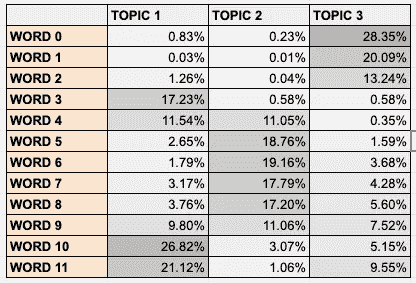 TOPIC 1 TOPIC 2 TOPIC 3
WORD 0 0.83% 0.23% 28.35%
WORD 1 0.03% 0.01% 20.09%
WORD 2 1.26% 0.04% 13.24%
WORD 3 17.23% 0.58% 0.58%
WORD 4 11.54% 11.05% 0.35%
WORD 5 2.65% 18.76% 1.59%
WORD 6 1.79% 19.16% 3.68%
WORD 7 3.17% 17.79% 4.28%
WORD 8 3.76% 17.20% 5.60%
WORD 9 9.80% 11.06% 7.52%
WORD 10 26.82% 3.07% 5.15%
WORD 11 21.12% 1.06% 9.55%